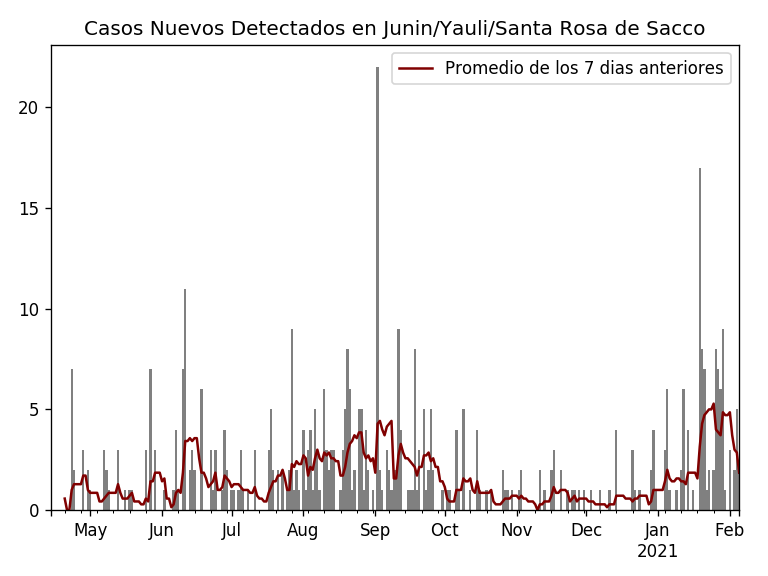 Casos Nuevos Detectados en Junin/Yauli/Santa Rosa de Sacco
Promedio de los 7 dias anteriores
20
15
10
5
0
May Jun Jul Aug Sep Oct Nov Dec Jan Feb
2021